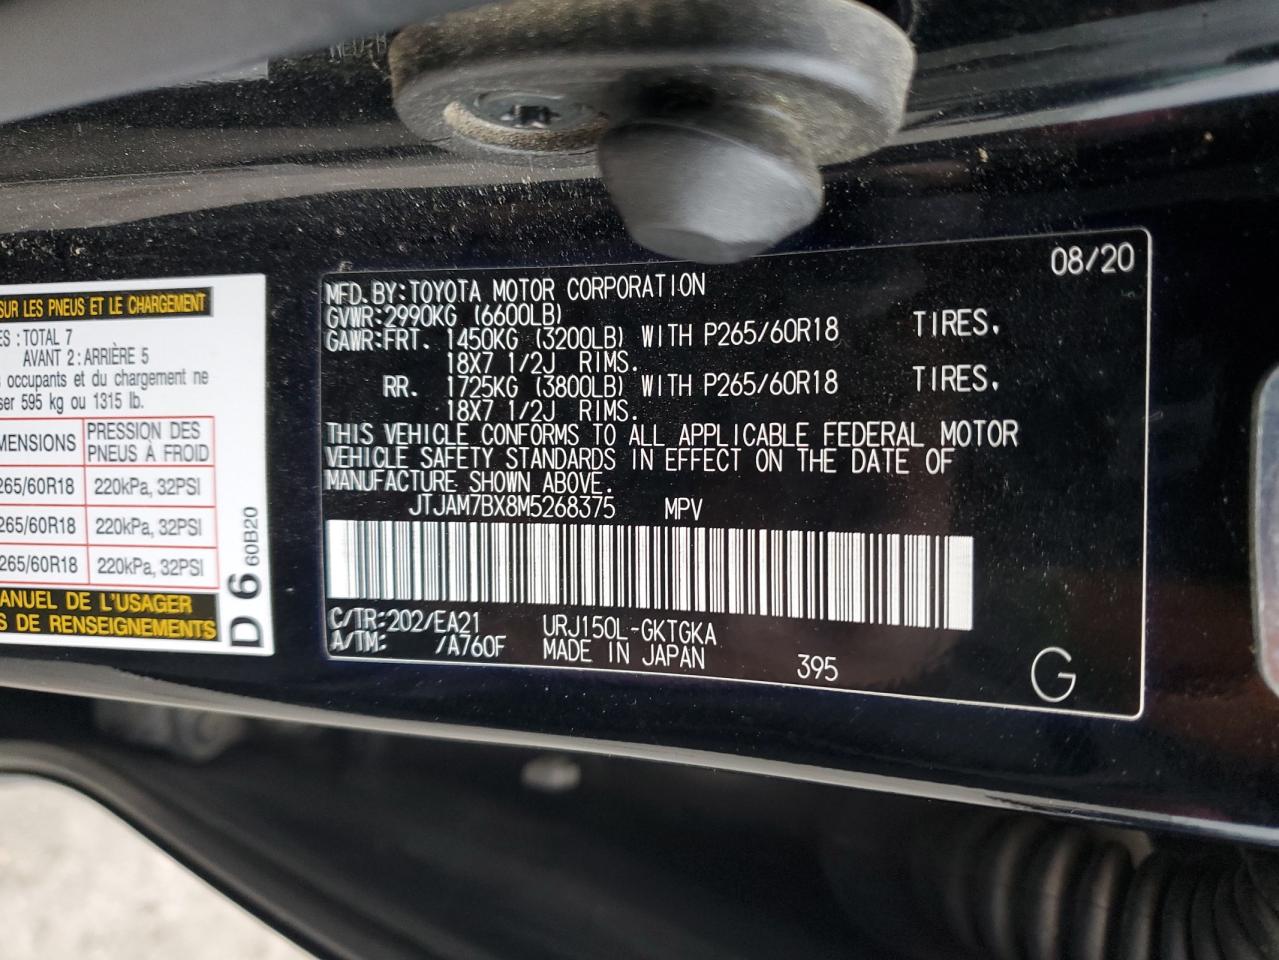 SUR LES PNEUS ET LE CHARGEMENT
: TOTAL 7
AVANT 2 : ARRIÈRE 5
occupants et du chargement ne
595 kg ou 1315 lb.
PRESSION DES
PNEUS À FROID
265/60R18 220kPa, 32PSI
265/60R18 220kPa, 32PSI
265/60R18 220kPa, 32PSI
DE L'USAGER
DE RENSEIGNEMENTS
D 6 60B20
08/20
MFD.BY:TOYOTA MOTOR CORPORATION
GVWR:2990KG (6600LB)
GAWR:FRT. 1450KG (3200LB) WITH P265/60R18 TIRES.
18X7 1/2J RIMS.
RR. 1725KG (3800LB) WITH P265/60R18 TIRES.
18X7 1/2J RIMS.
THIS VEHICLE CONFORMS TO ALL APPLICABLE FEDERAL MOTOR
VEHICLE SAFETY STANDARDS IN EFFECT ON THE DATE OF
MANUFACTURE SHOWN ABOVE.
JTJAM7BX8M5268375 MPV
C/TR:202/EA21 URJ150L-GKTGKA
A/TM: /A760F MADE IN JAPAN 395
G